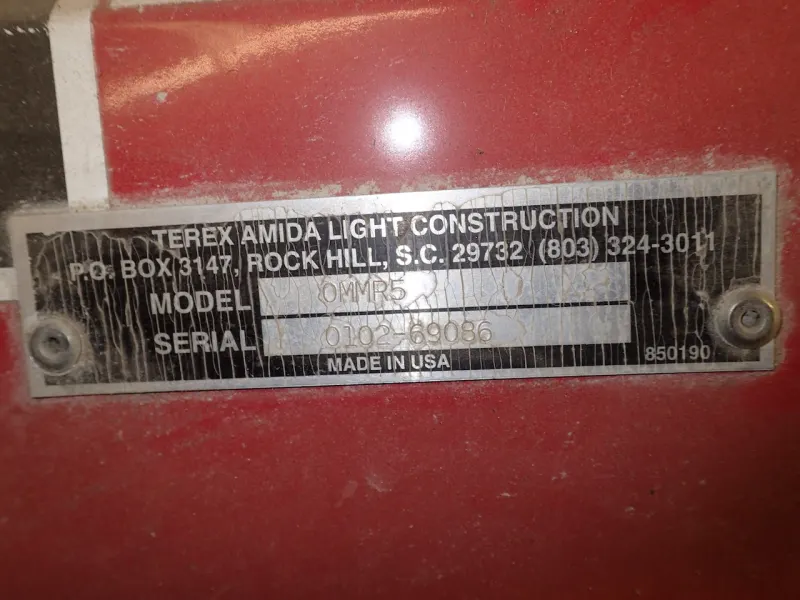 TEREX AMIDA LIGHT CONSTRUCTION
P.O. BOX 3147, ROCK HILL, S.C. 29732 (803) 324-3011
MODEL 0MMR5
SERIAL 0102-69086
MADE IN USA 850190